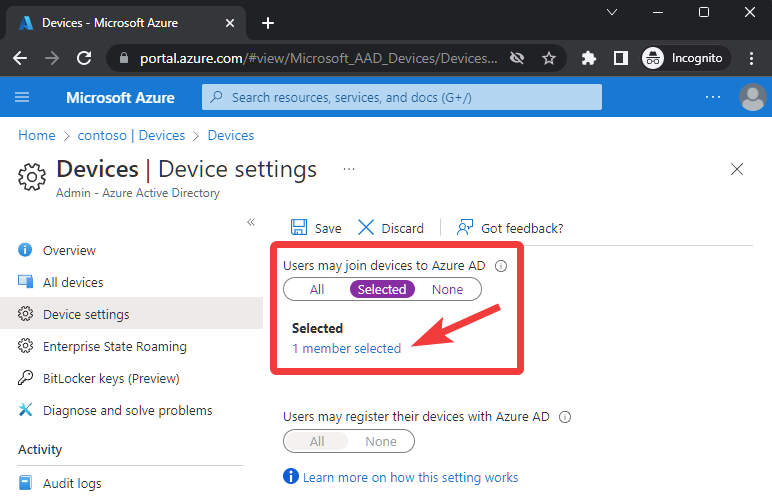 Devices - Microsoft Azure
portal.azure.com/#view/Microsoft_AAD_Devices/Devices...
Incognito
Microsoft Azure
Search resources, services, and docs (G+/)
Home > contoso | Devices > Devices
Devices | Device settings
Admin - Azure Active Directory
Save
Discard
Got feedback?
Overview
All devices
Device settings
Enterprise State Roaming
BitLocker keys (Preview)
Diagnose and solve problems
Activity
Audit logs
Users may join devices to Azure AD
All
Selected
None
Selected
1 member selected
Users may register their devices with Azure AD
All
None
Learn more on how this setting works